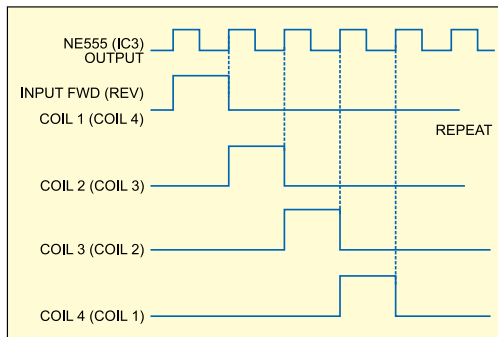 NE555 (IC3)
OUTPUT
INPUT FWD (REV)
COIL 1 (COIL 4)
REPEAT
COIL 2 (COIL 3)
COIL 3 (COIL 2)
COIL 4 (COIL 1)